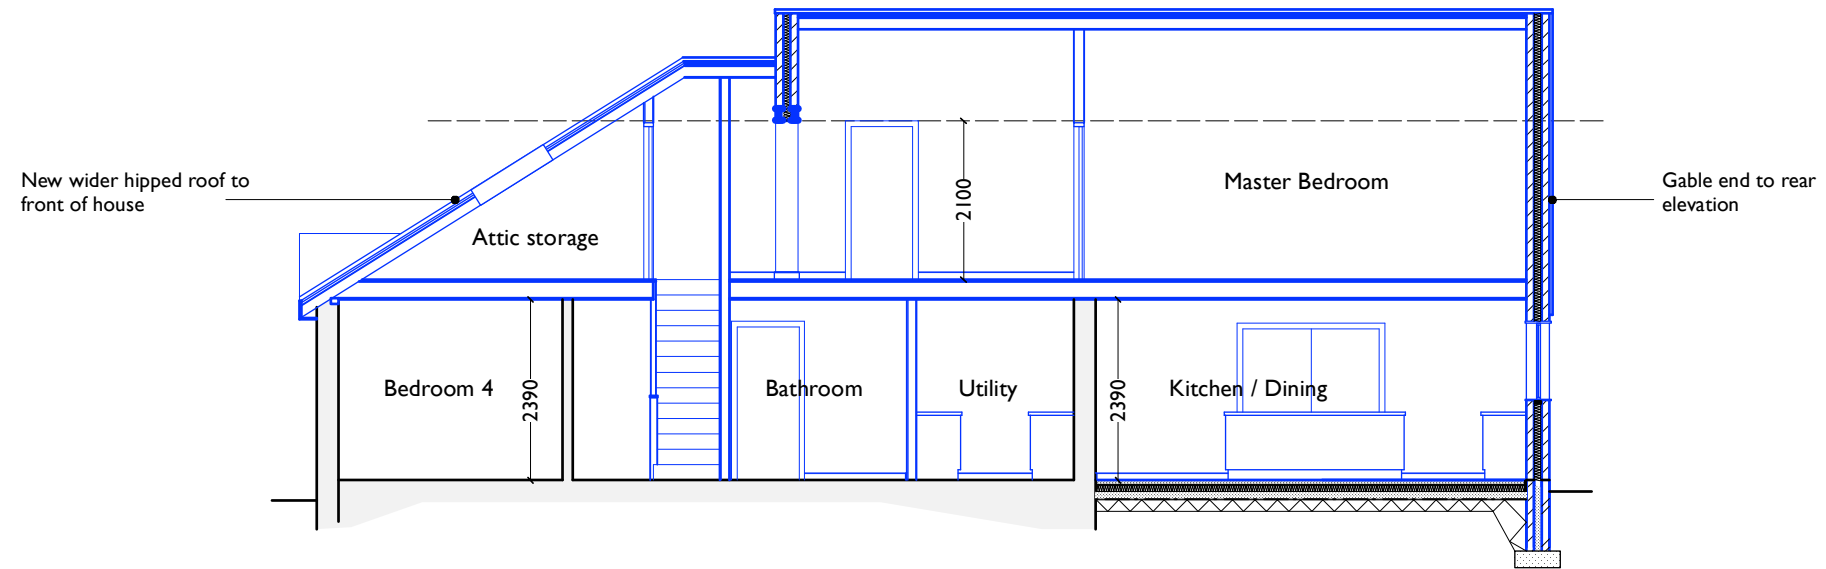 New wider hipped roof to
front of house
Attic storage
2100
Master Bedroom
Gable end to rear
elevation
Bedroom 4
2390
Bathroom
Utility
2390
Kitchen / Dining